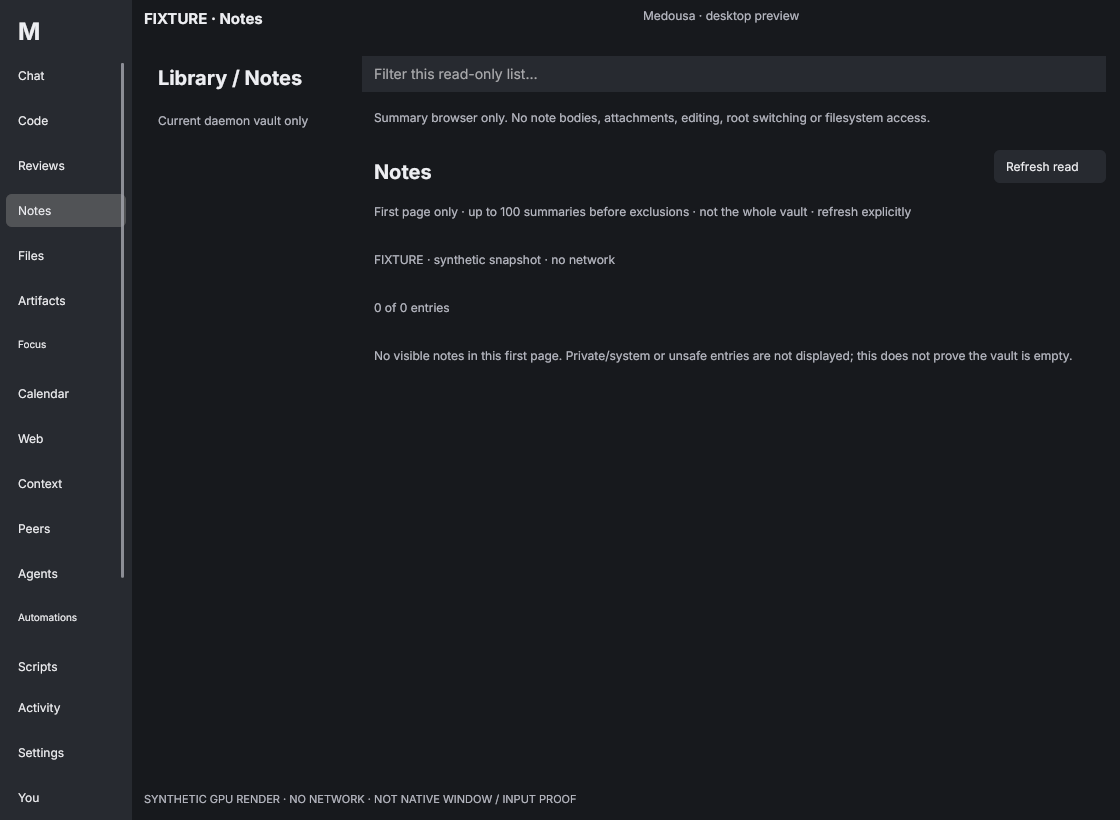 M
Chat
Code
Reviews
Notes
Files
Artifacts
Focus
Calendar
Web
Context
Peers
Agents
Automations
Scripts
Activity
Settings
You
FIXTURE · Notes
Medousa · desktop preview
Library / Notes
Current daemon vault only
Filter this read-only list...
Summary browser only. No note bodies, attachments, editing, root switching or filesystem access.
Notes
Refresh read
First page only · up to 100 summaries before exclusions · not the whole vault · refresh explicitly
FIXTURE · synthetic snapshot · no network
0 of 0 entries
No visible notes in this first page. Private/system or unsafe entries are not displayed; this does not prove the vault is empty.
SYNTHETIC GPU RENDER · NO NETWORK · NOT NATIVE WINDOW / INPUT PROOF